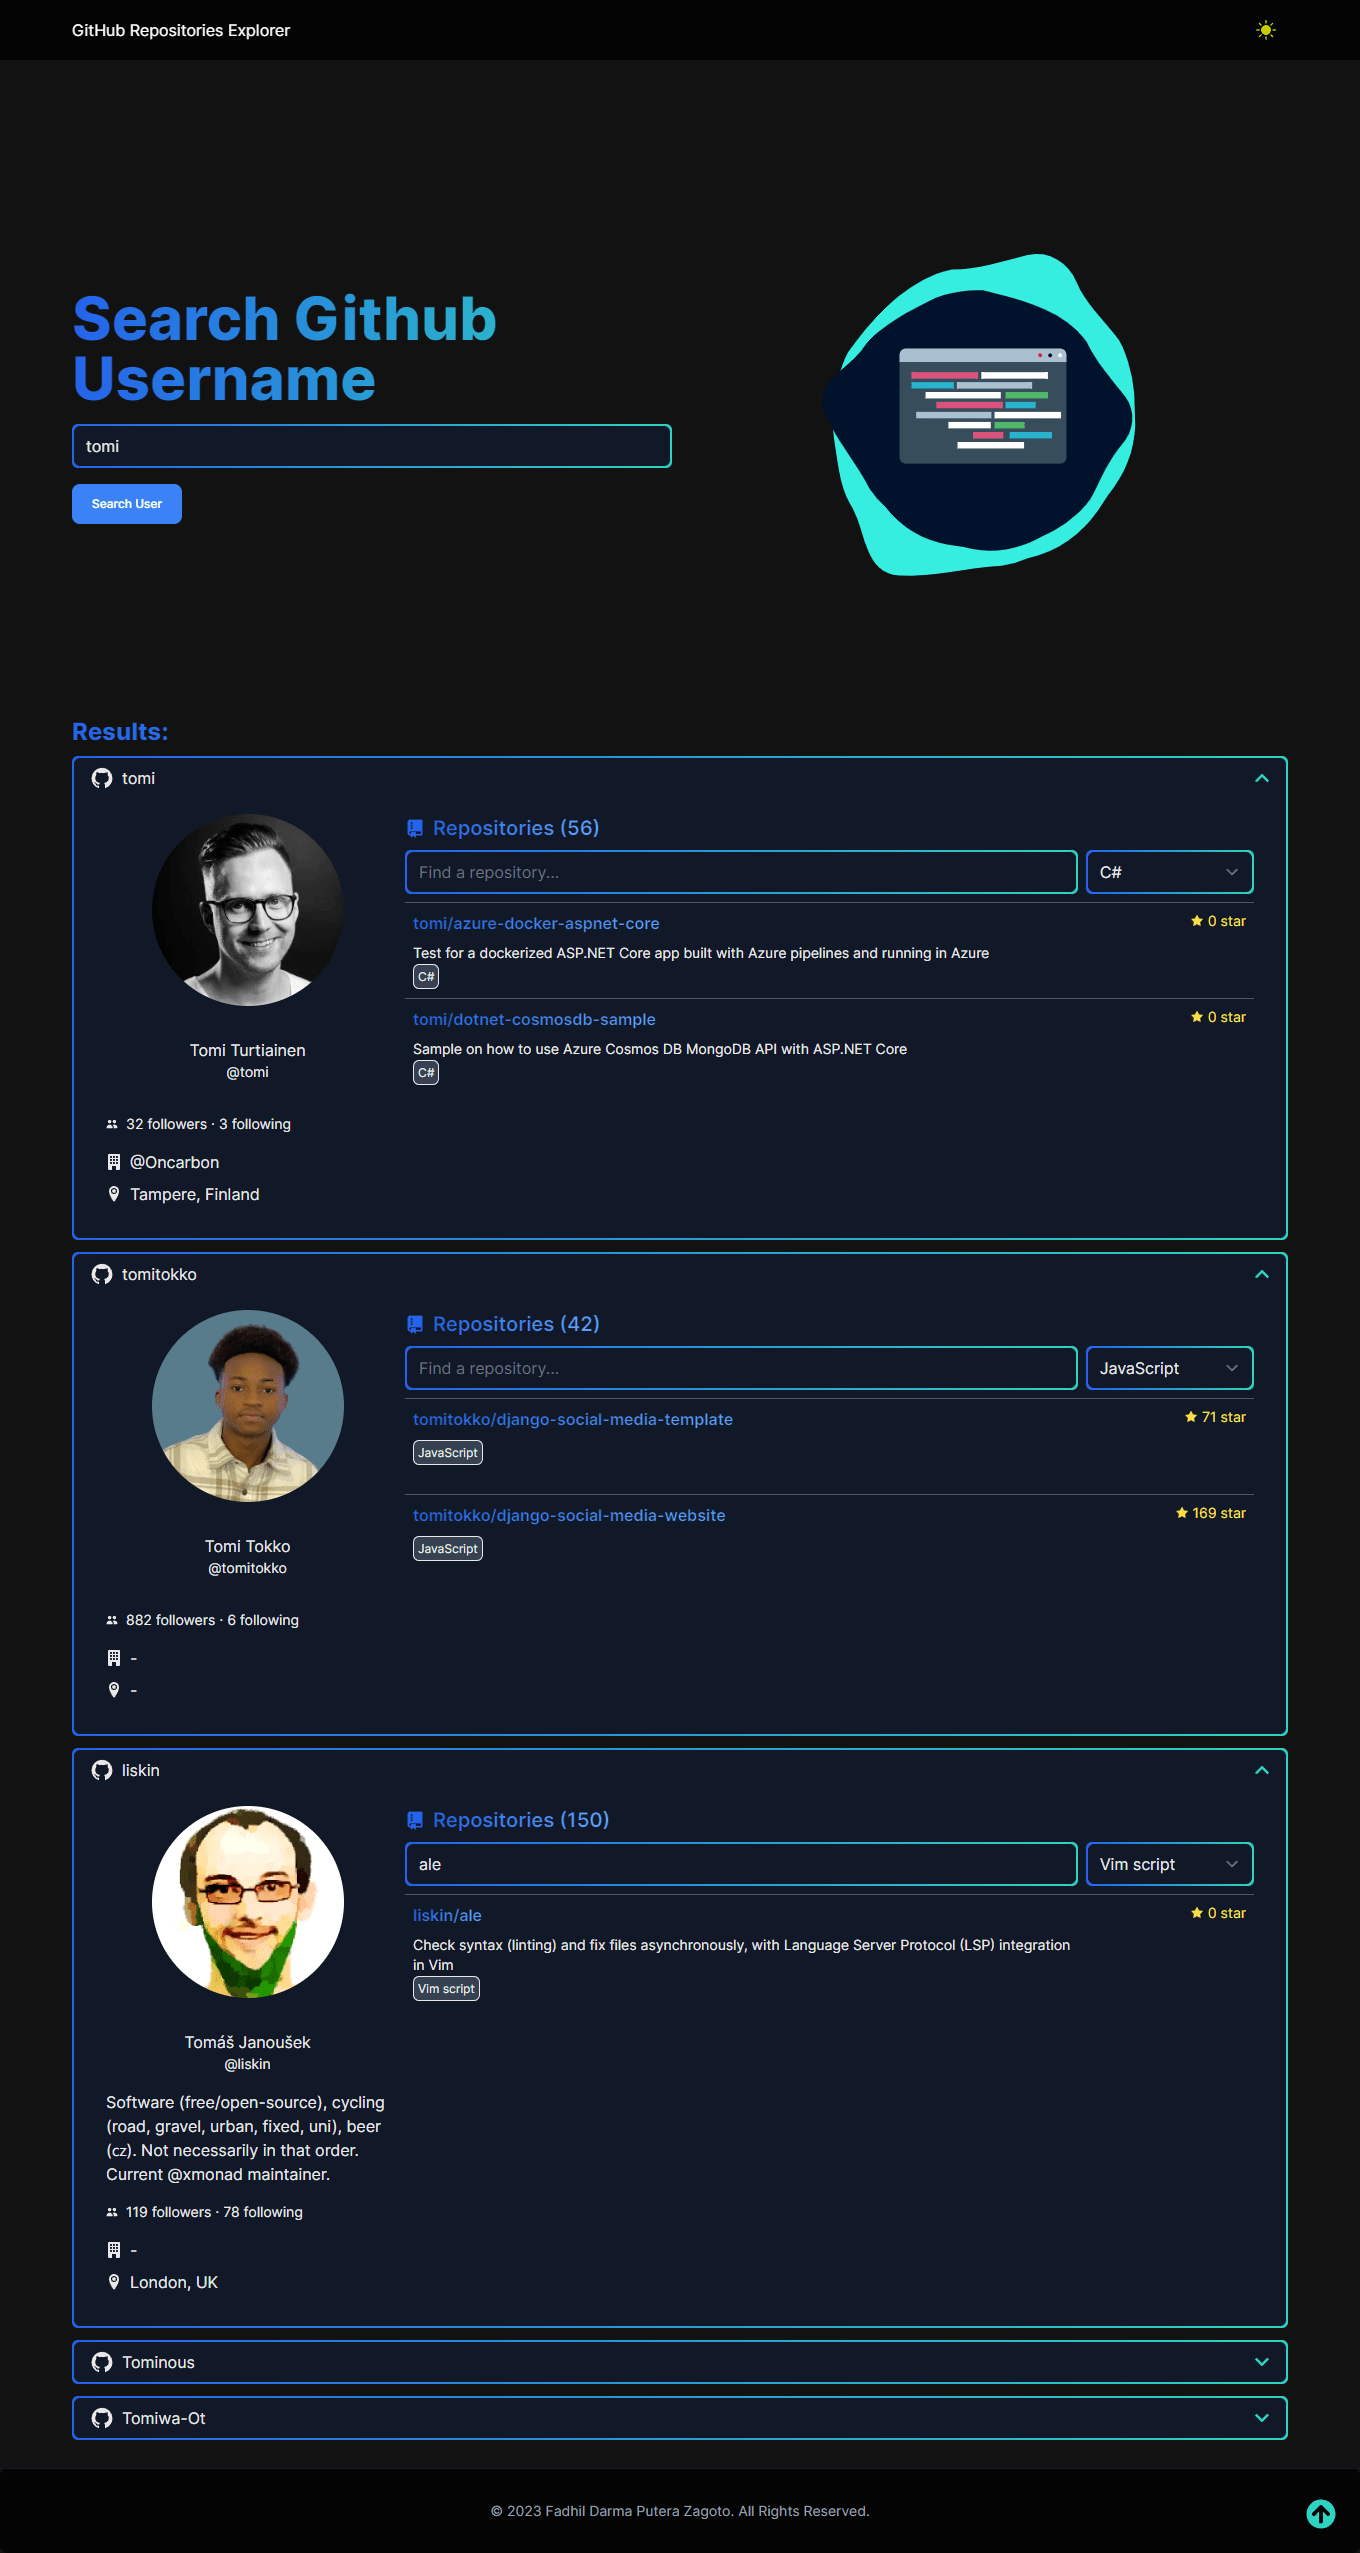 GitHub Repositories Explorer
Search Github
Username
tomi
Search User
Results:
tomi
Tomi Turtiainen
@tomi
32 followers · 3 following
@Oncarbon
Tampere, Finland
Repositories (56)
Find a repository...
C#
tomi/azure-docker-aspnet-core
0 star
Test for a dockerized ASP.NET Core app built with Azure pipelines and running in Azure
C#
tomi/dotnet-cosmosdb-sample
0 star
Sample on how to use Azure Cosmos DB MongoDB API with ASP.NET Core
C#
tomitokko
Tomi Tokko
@tomitokko
882 followers · 6 following
-
-
Repositories (42)
Find a repository...
JavaScript
tomitokko/django-social-media-template
71 star
JavaScript
tomitokko/django-social-media-website
169 star
JavaScript
liskin
Tomáš Janoušek
@liskin
Software (free/open-source), cycling
(road, gravel, urban, fixed, uni), beer
(cz). Not necessarily in that order.
Current @xmonad maintainer.
119 followers · 78 following
-
London, UK
Repositories (150)
ale
Vim script
liskin/ale
0 star
Check syntax (linting) and fix files asynchronously, with Language Server Protocol (LSP) integration
in Vim
Vim script
Tominous
Tomiwa-Ot
© 2023 Fadhil Darma Putera Zagoto. All Rights Reserved.